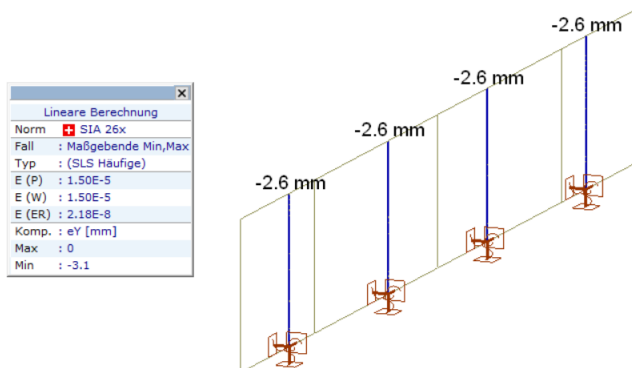 Lineare Berechnung
Norm SIA 26x
Fall : Maßgebende Min,Max
Typ : (SLS Häufige)
E (P) : 1.50E-5
E (W) : 1.50E-5
E (ER) : 2.18E-8
Komp. : eY [mm]
Max : 0
Min : -3.1
-2.6 mm
-2.6 mm
-2.6 mm
-2.6 mm